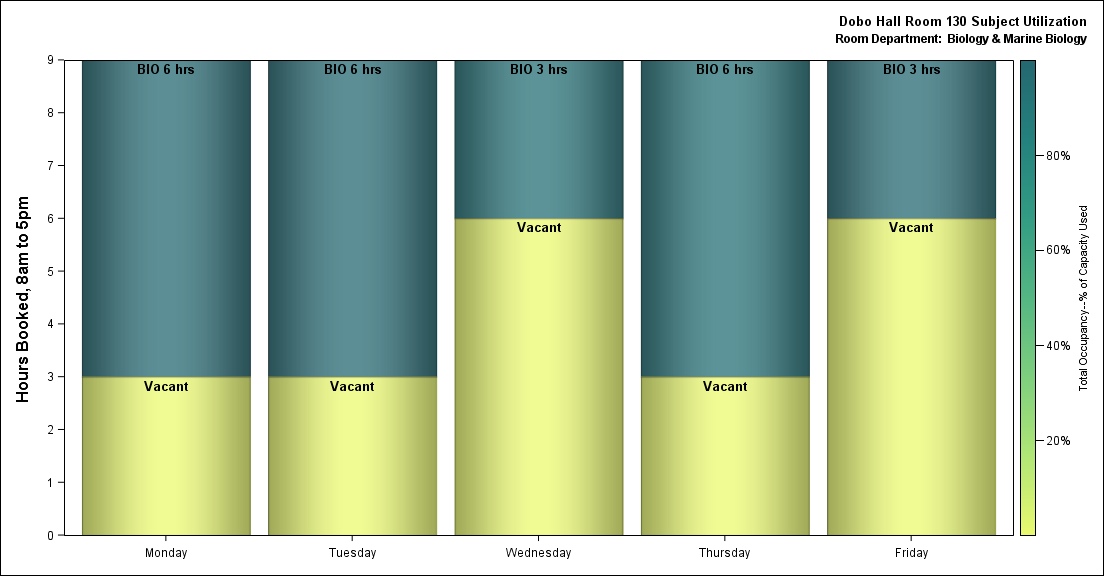 Dobo Hall Room 130 Subject Utilization
Room Department: Biology & Marine Biology
Hours Booked, 8am to 5pm
9
8
7
6
5
4
3
2
1
0
BIO 6 hrs
BIO 6 hrs
BIO 3 hrs
BIO 6 hrs
BIO 3 hrs
Vacant
Vacant
Vacant
Vacant
Vacant
Monday
Tuesday
Wednesday
Thursday
Friday
80%
60%
40%
20%
Total Occupancy--% of Capacity Used